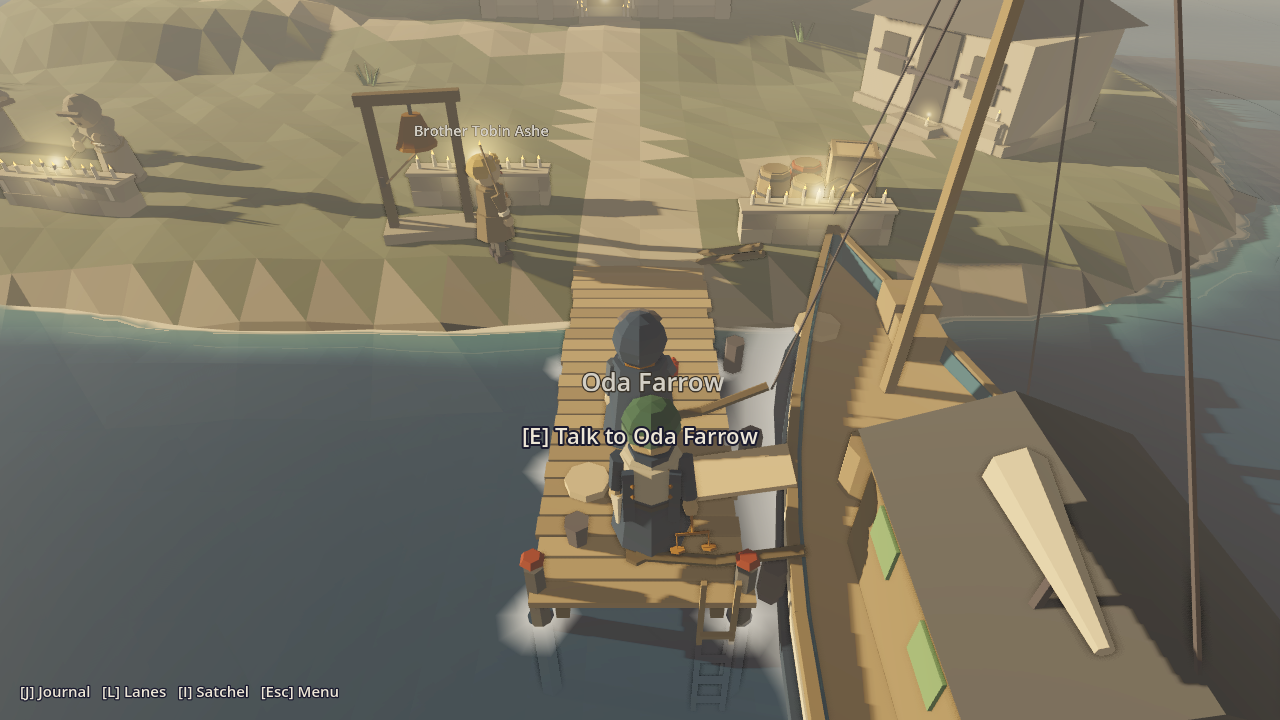 Brother Tobin Ashe
Oda Farrow
[E] Talk to Oda Farrow
[J] Journal [L] Lanes [I] Satchel [Esc] Menu